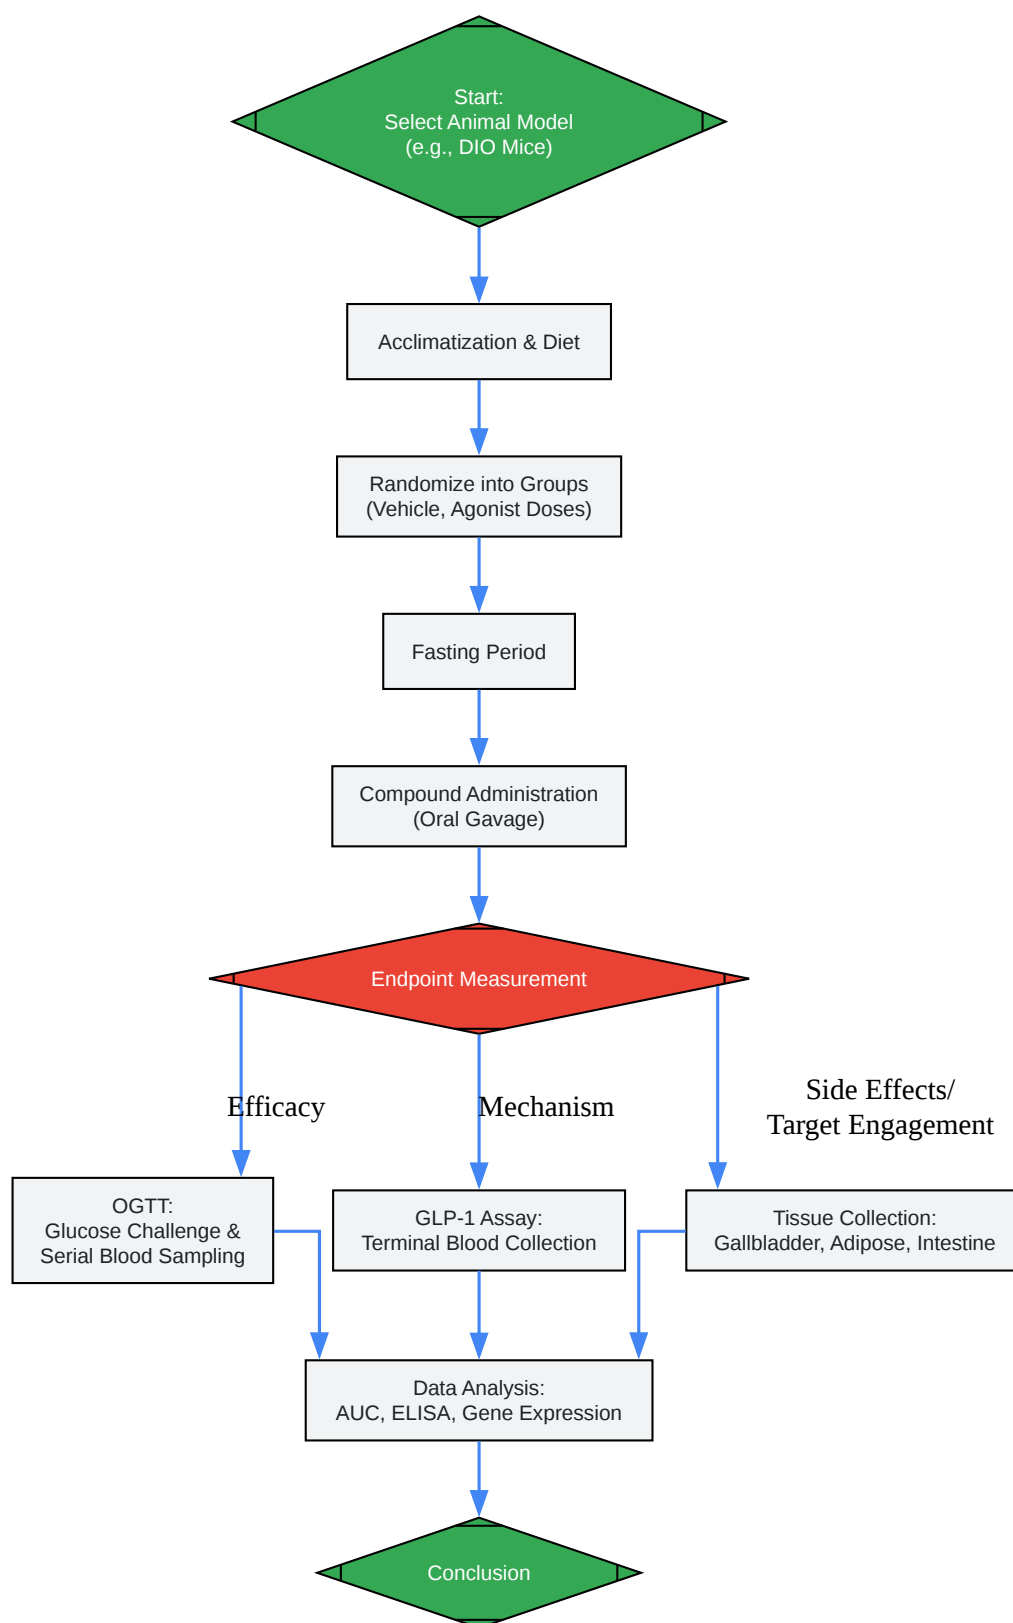 Start:
Select Animal Model
(e.g., DIO Mice)
Acclimatization & Diet
Randomize into Groups
(Vehicle, Agonist Doses)
Fasting Period
Compound Administration
(Oral Gavage)
Endpoint Measurement
Efficacy
Mechanism
Side Effects/
Target Engagement
OGTT:
Glucose Challenge &
Serial Blood Sampling
GLP-1 Assay:
Terminal Blood Collection
Tissue Collection:
Gallbladder, Adipose, Intestine
Data Analysis:
AUC, ELISA, Gene Expression
Conclusion